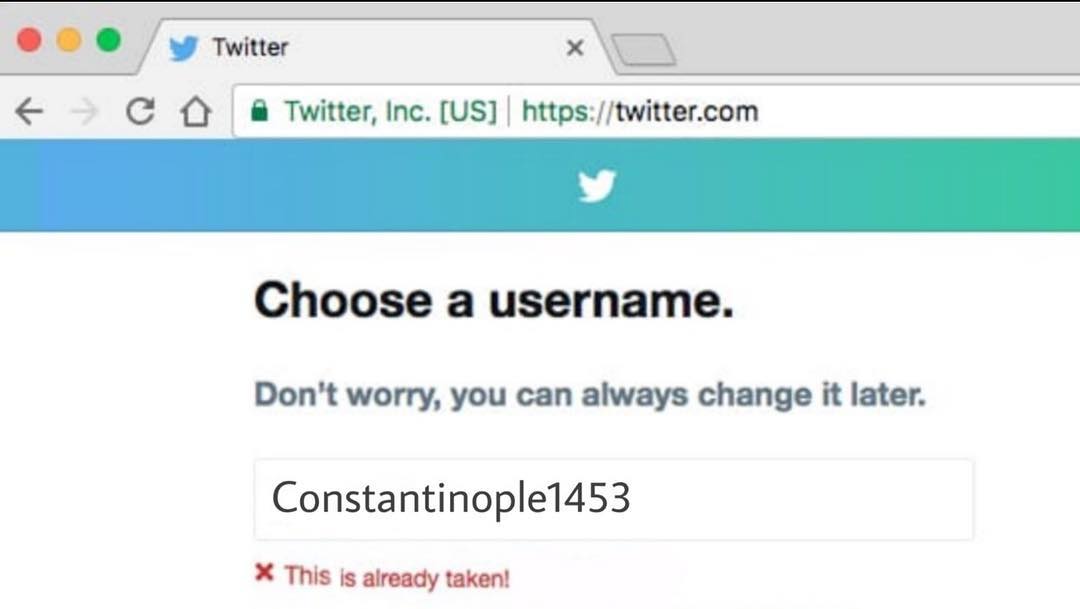 Twitter
Twitter, Inc. [US] | https://twitter.com
Choose a username.
Don't worry, you can always change it later.
Constantinople1453
This is already taken!